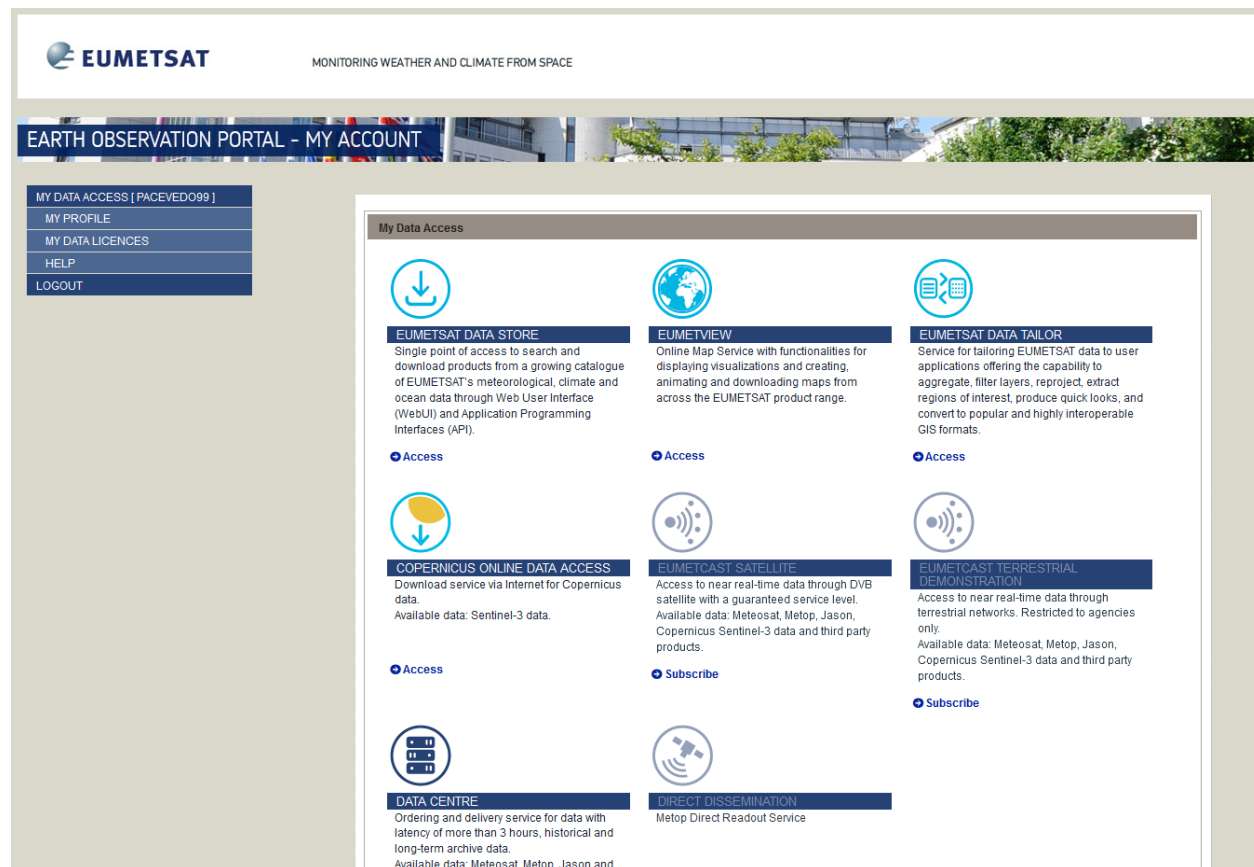 EUMETSAT
MONITORING WEATHER AND CLIMATE FROM SPACE
EARTH OBSERVATION PORTAL - MY ACCOUNT
MY DATA ACCESS [ PACEVEDO99 ]
MY PROFILE
MY DATA LICENCES
HELP
LOGOUT
My Data Access
EUMETSAT DATA STORE
Single point of access to search and
download products from a growing catalogue
of EUMETSAT's meteorological, climate and
ocean data through Web User Interface
(WebUI) and Application Programming
Interfaces (API).
Access
EUMETVIEW
Online Map Service with functionalities for
displaying visualizations and creating,
animating and downloading maps from
across the EUMETSAT product range.
Access
EUMETSAT DATA TAILOR
Service for tailoring EUMETSAT data to user
applications offering the capability to
aggregate, filter layers, reproject, extract
regions of interest, produce quick looks, and
convert to popular and highly interoperable
GIS formats.
Access
COPERNICUS ONLINE DATA ACCESS
Download service via Internet for Copernicus
data.
Available data: Sentinel-3 data.
Access
EUMETCAST SATELLITE
Access to near real-time data through DVB
satellite with a guaranteed service level.
Available data: Meteosat, Metop, Jason,
Copernicus Sentinel-3 data and third party
products.
Subscribe
EUMETCAST TERRESTRIAL
DEMONSTRATION
Access to near real-time data through
terrestrial networks. Restricted to agencies
only.
Available data: Meteosat, Metop, Jason,
Copernicus Sentinel-3 data and third party
products.
Subscribe
DATA CENTRE
Ordering and delivery service for data with
latency of more than 3 hours, historical and
long-term archive data.
Available data: Meteosat, Metop, Jason and
DIRECT DISSEMINATION
Metop Direct Readout Service